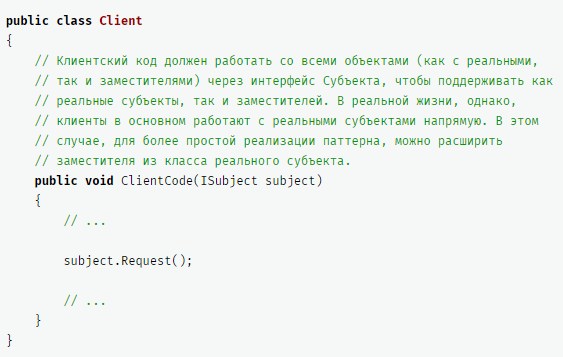 public class Client
{
    // Клиентский код должен работать со всеми объектами (как с реальными,
    // так и заместителями) через интерфейс Субъекта, чтобы поддерживать как
    // реальные субъекты, так и заместителей. В реальной жизни, однако,
    // клиенты в основном работают с реальными субъектами напрямую. В этом
    // случае, для более простой реализации паттерна, можно расширить
    // заместителя из класса реального субъекта.
    public void ClientCode(ISubject subject)
    {
        // ...

        subject.Request();

        // ...
    }
}